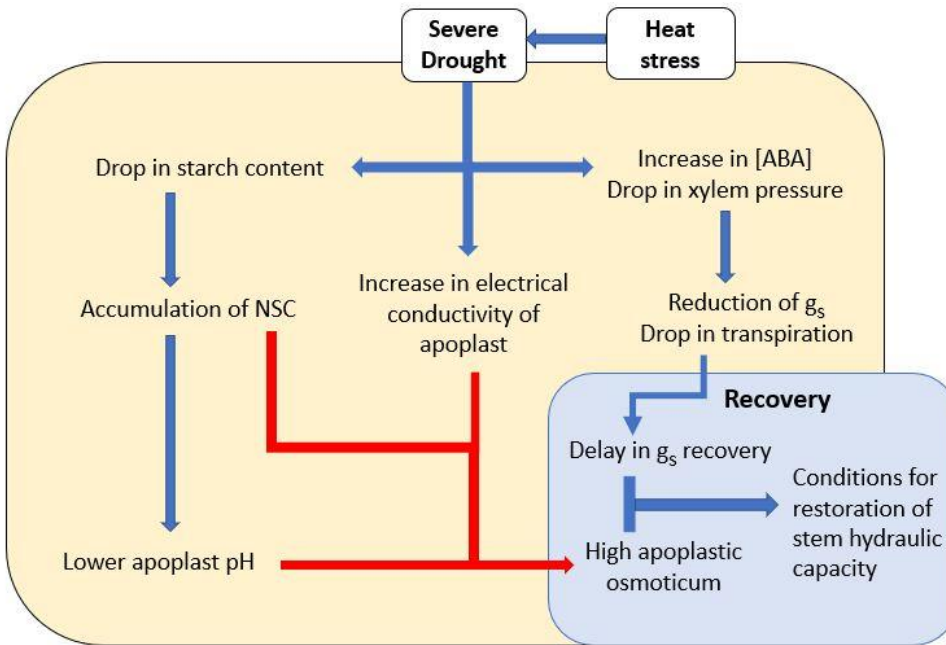 Severe
Drought
Heat
stress
Drop in starch content
Increase in [ABA]
Drop in xylem pressure
Accumulation of NSC
Increase in electrical
conductivity of
apoplast
Reduction of gs
Drop in transpiration
Recovery
Delay in gs recovery
Conditions for
restoration of
stem hydraulic
capacity
Lower apoplast pH
High apoplastic
osmoticum